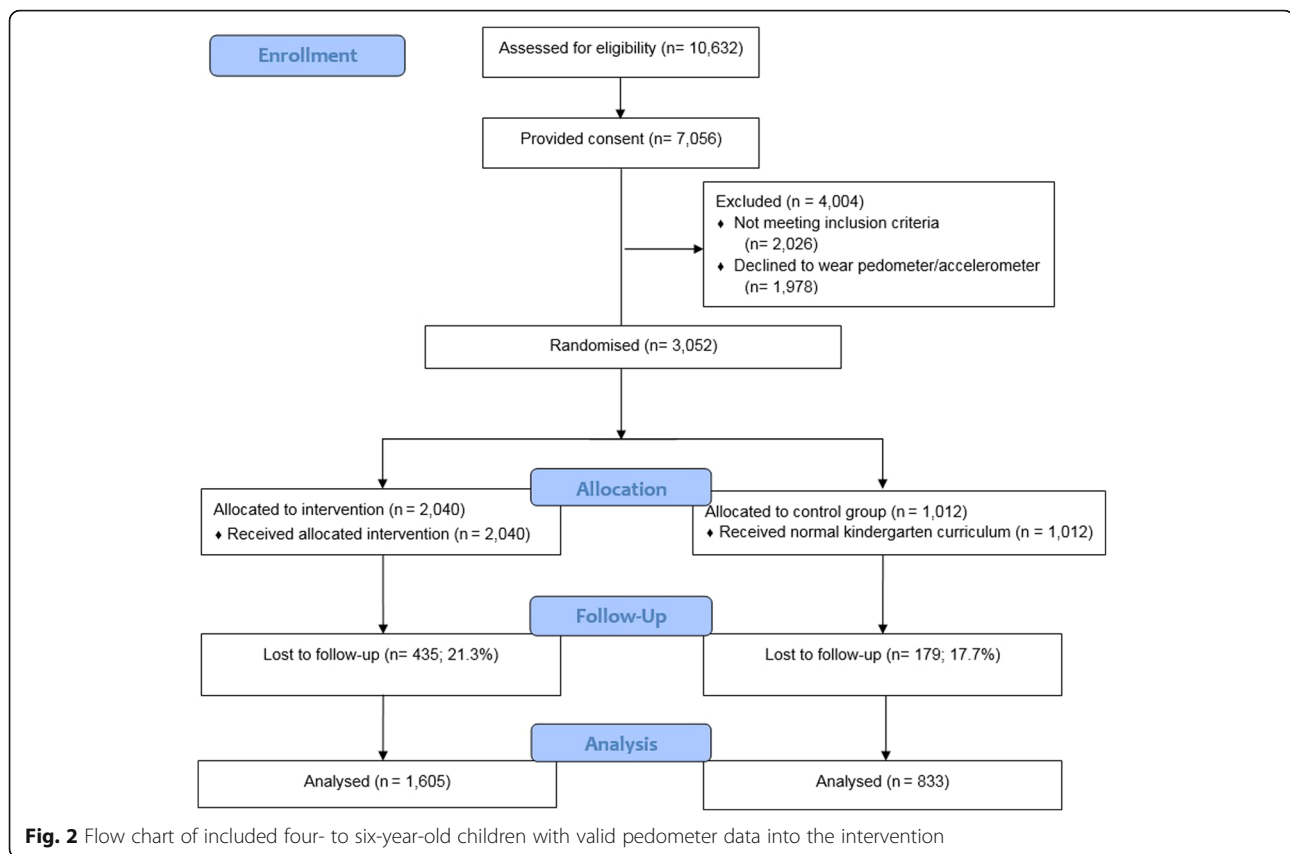 Enrollment
Assessed for eligibility (n= 10,632)
Provided consent (n= 7,056)
Excluded (n = 4,004)
♦ Not meeting inclusion criteria
(n= 2,026)
♦ Declined to wear pedometer/accelerometer
(n= 1,978)
Randomised (n= 3,052)
Allocation
Allocated to intervention (n = 2,040)
♦ Received allocated intervention (n = 2,040)
Allocated to control group (n = 1,012)
♦ Received normal kindergarten curriculum (n = 1,012)
Follow-Up
Lost to follow-up (n= 435; 21.3%)
Lost to follow-up (n= 179; 17.7%)
Analysis
Analysed (n = 1,605)
Analysed (n = 833)
Fig. 2 Flow chart of included four- to six-year-old children with valid pedometer data into the intervention